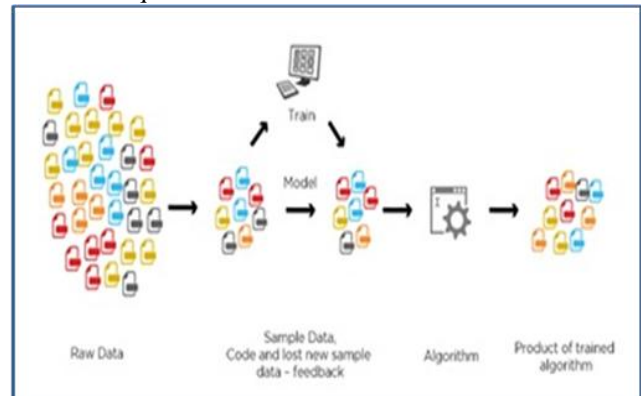 Train
Model
Raw Data
Sample Data,
Code and lost new sample
data - feedback
Algorithm
Product of trained
algorithm